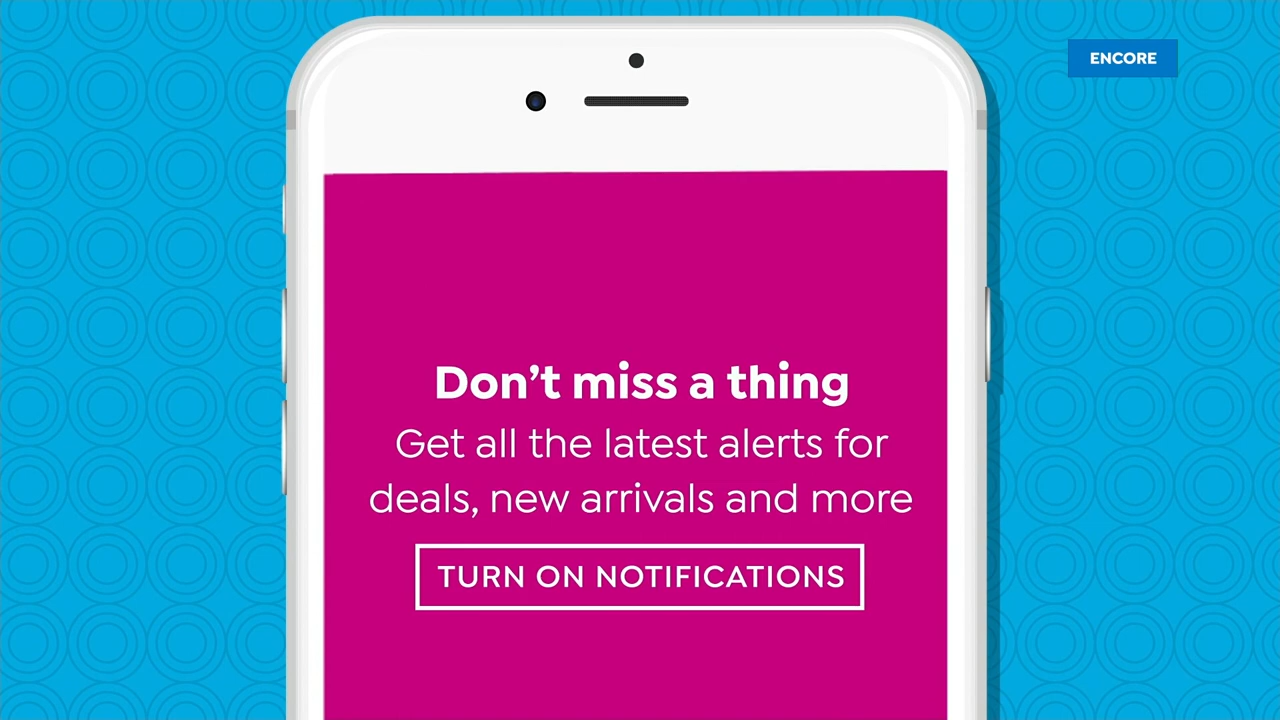 ENCORE
Don’t miss a thing
Get all the latest alerts for
deals, new arrivals and more
TURN ON NOTIFICATIONS